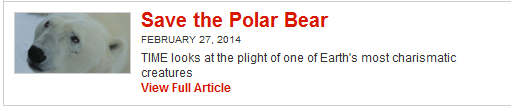 Save the Polar Bear
FEBRUARY 27, 2014
TIME looks at the plight of one of Earth's most charismatic
creatures
View Full Article